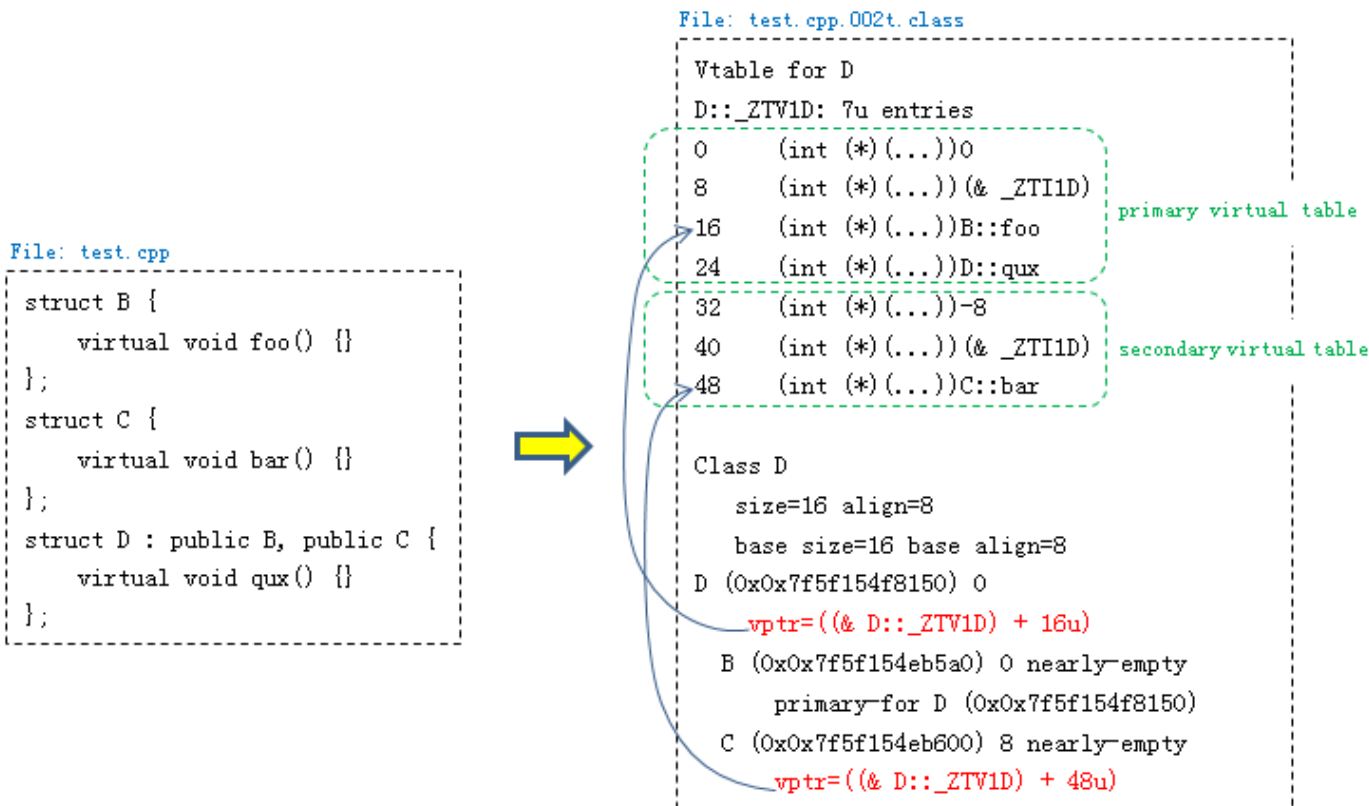 File: test.cpp
struct B {
    virtual void foo() {}
};
struct C {
    virtual void bar() {}
};
struct D : public B, public C {
    virtual void qux() {}
};
File: test.cpp.002t.class
Vtable for D
D::_ZTV1D: 7u entries
0     (int (*)(...))0
8     (int (*)(...))(& _ZTI1D)
16    (int (*)(...))B::foo
24    (int (*)(...))D::qux
primary virtual table
32    (int (*)(...))-8
40    (int (*)(...))(& _ZTI1D)
48    (int (*)(...))C::bar
secondary virtual table
Class D
   size=16 align=8
   base size=16 base align=8
D (0x0x7f5f154f8150) 0
    vptr=((& D::_ZTV1D) + 16u)
  B (0x0x7f5f154eb5a0) 0 nearly-empty
      primary-for D (0x0x7f5f154f8150)
  C (0x0x7f5f154eb600) 8 nearly-empty
      vptr=((& D::_ZTV1D) + 48u)